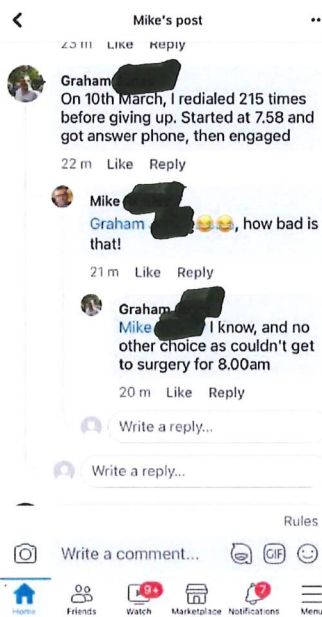 Mike's post
23 m Like Reply
Graham
On 10th March, I redialed 215 times
before giving up. Started at 7.58 and
got answer phone, then engaged
22 m Like Reply
Mike
Graham 😂😂, how bad is
that!
21 m Like Reply
Graham
Mike I know, and no
other choice as couldn't get
to surgery for 8.00am
20 m Like Reply
Write a reply...
Write a reply...
Rules
Write a comment... GIF
9+ 7
Home Friends Watch Marketplace Notifications Menu